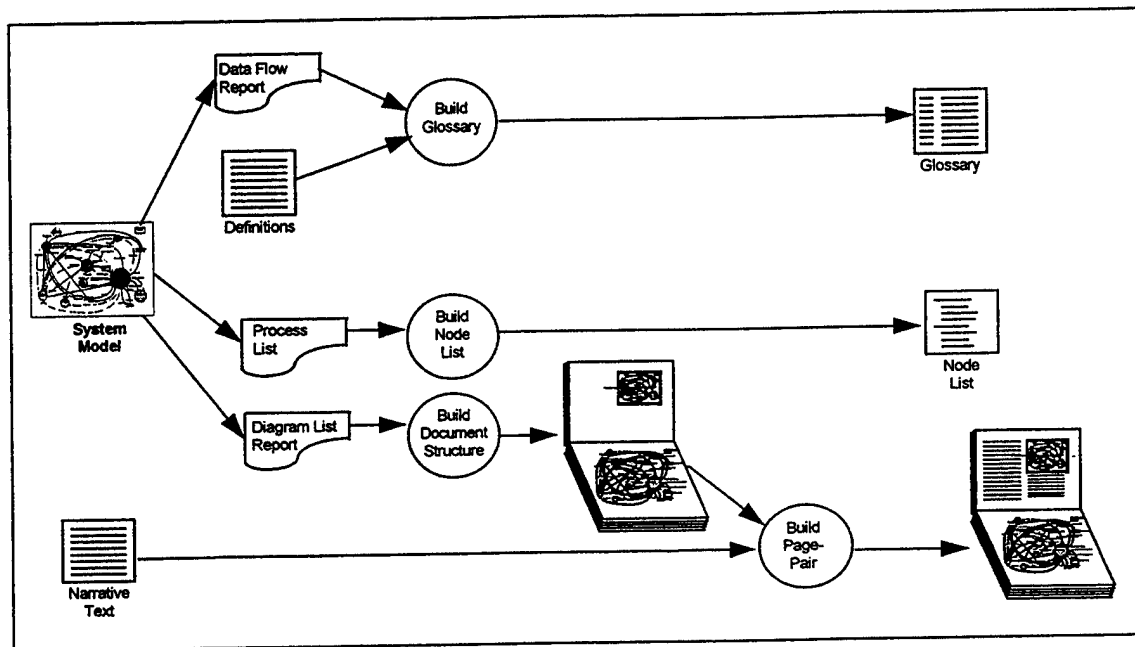 Data Flow
Report
Build
Glossary
Glossary
Definitions
System
Model
Process
List
Build
Node
List
Node
List
Diagram List
Report
Build
Document
Structure
Build
Page-
Pair
Narrative
Text